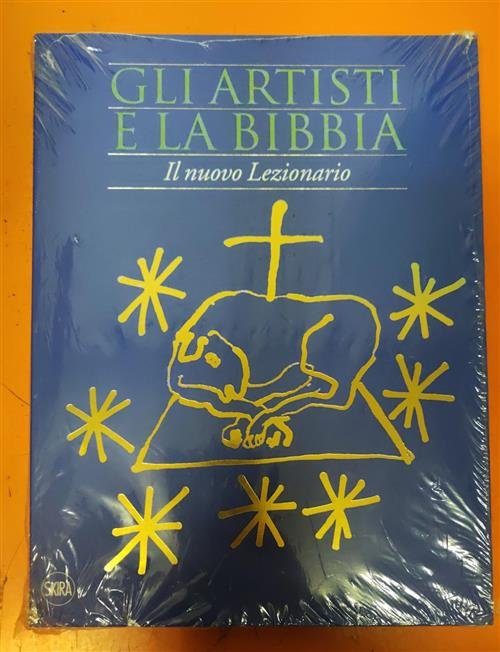 GLI ARTISTI
E LA BIBBIA
Il nuovo Lezionario
SKIRA